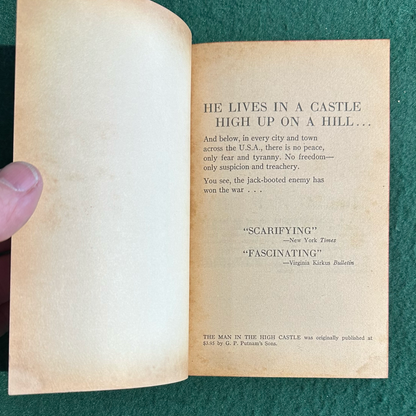 HE LIVES IN A CASTLE
HIGH UP ON A HILL...
And below, in every city and town
across the U.S.A., there is no peace,
only fear and tyranny. No freedom—
only suspicion and treachery.
You see, the jack-booted enemy has
won the war . . .
“SCARIFYING”
—New York Times
“FASCINATING”
—Virginia Kirkus Bulletin
THE MAN IN THE HIGH CASTLE was originally published at
$3.95 by G. P. Putnam's Sons.